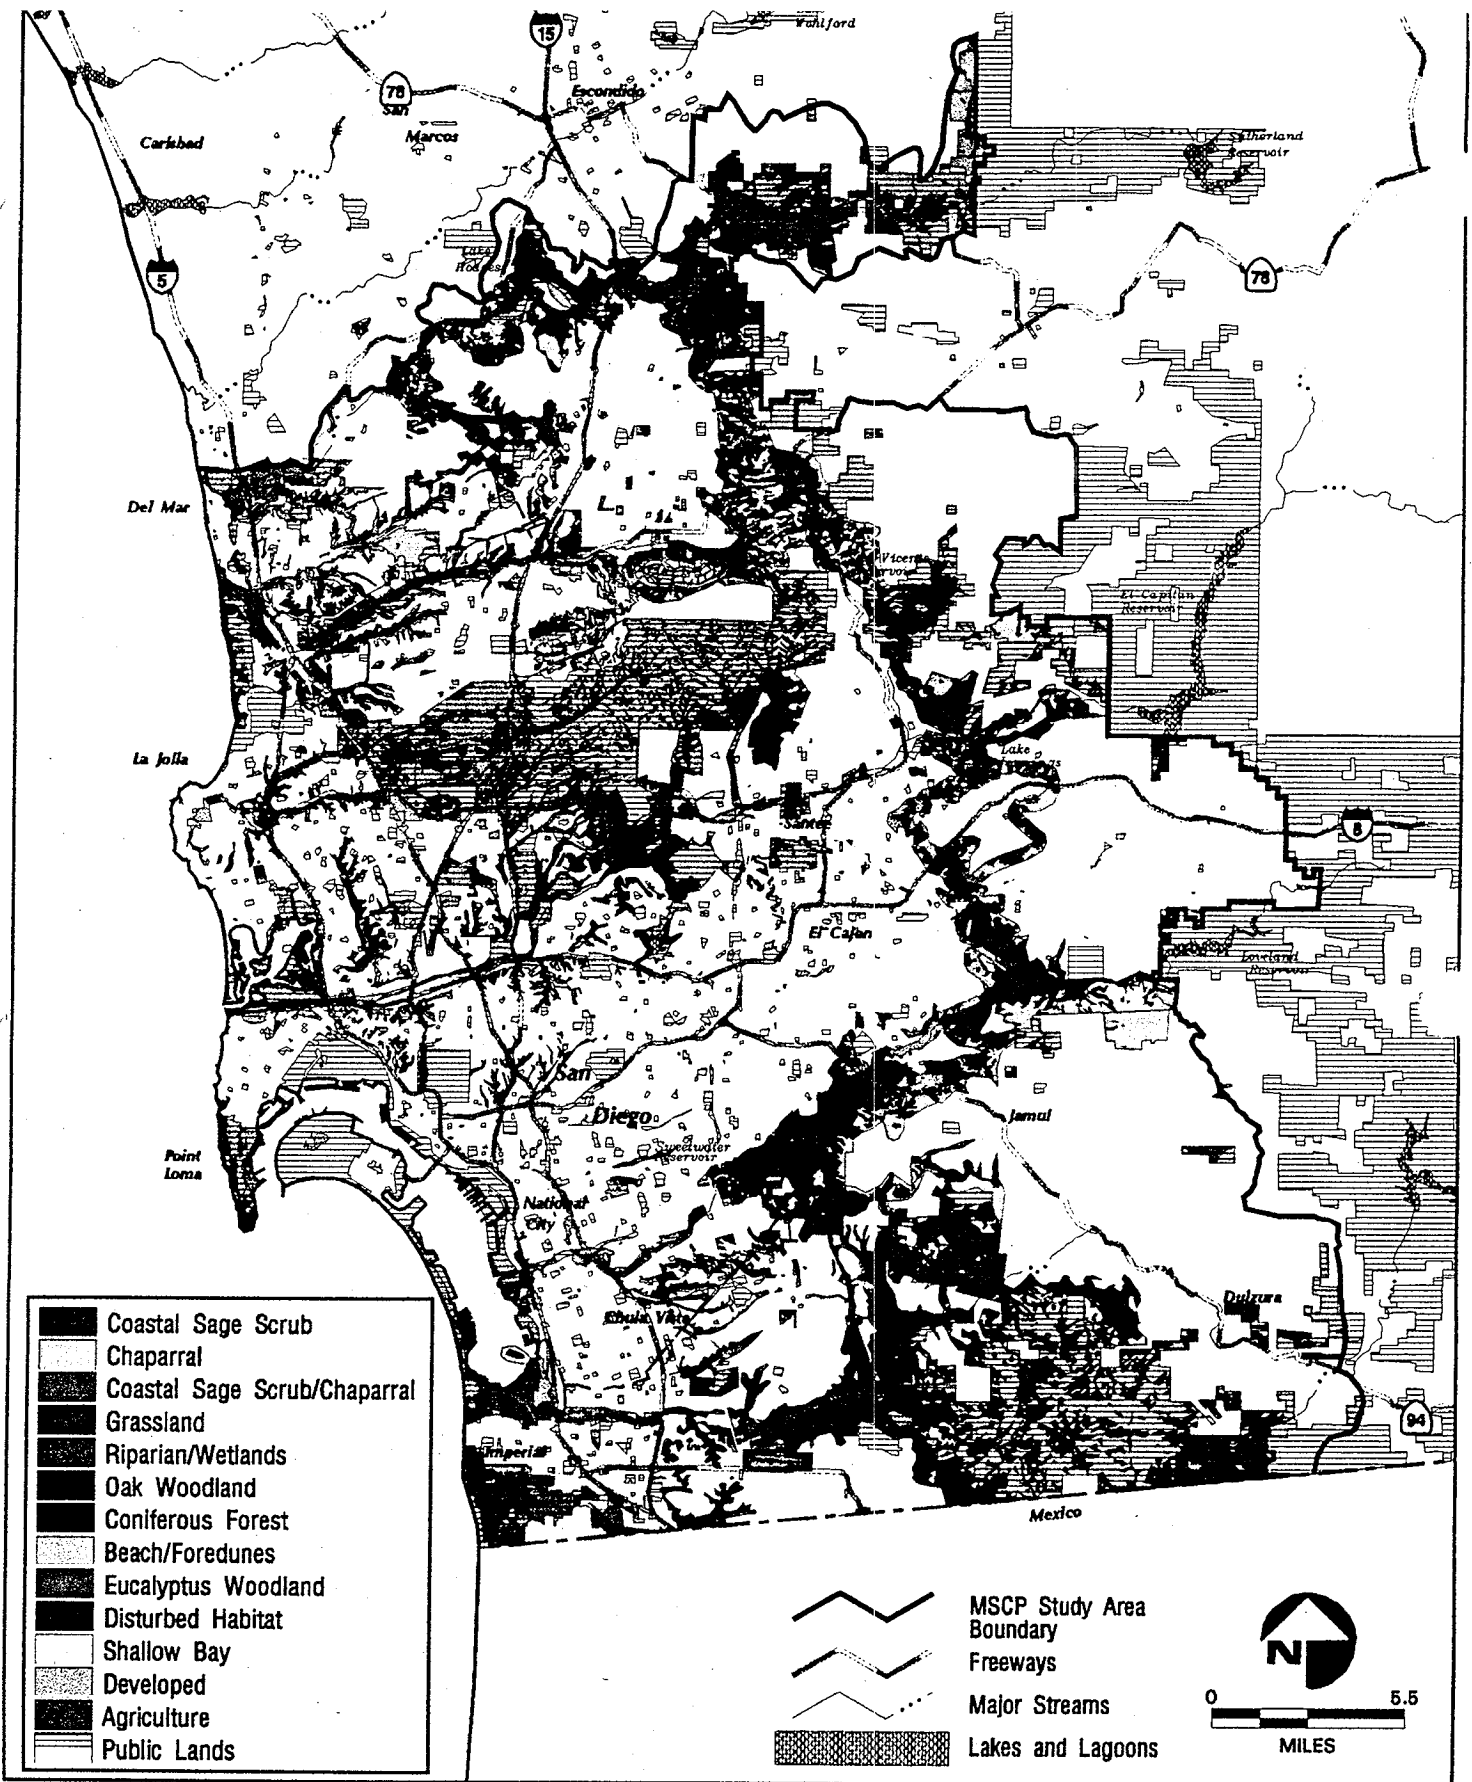 Wohlford
15
78
Escondido
San
Marcos
Carlsbad
Sutherland
Reservoir
Lake
Hodges
5
78
Del Mar
Vicente
El Capitan
Reservoir
La Jolla
Lake
8
Santee
El Cajon
Loveland
Reservoir
San
Diego
Jamul
Sweetwater
Reservoir
Point
Loma
National
City
Dulzura
Chula Vista
94
Imperial
Mexico
Coastal Sage Scrub
Chaparral
Coastal Sage Scrub/Chaparral
Grassland
Riparian/Wetlands
Oak Woodland
Coniferous Forest
Beach/Foredunes
Eucalyptus Woodland
Disturbed Habitat
Shallow Bay
Developed
Agriculture
Public Lands
MSCP Study Area
Boundary
Freeways
Major Streams
Lakes and Lagoons
N
0 5.5
MILES